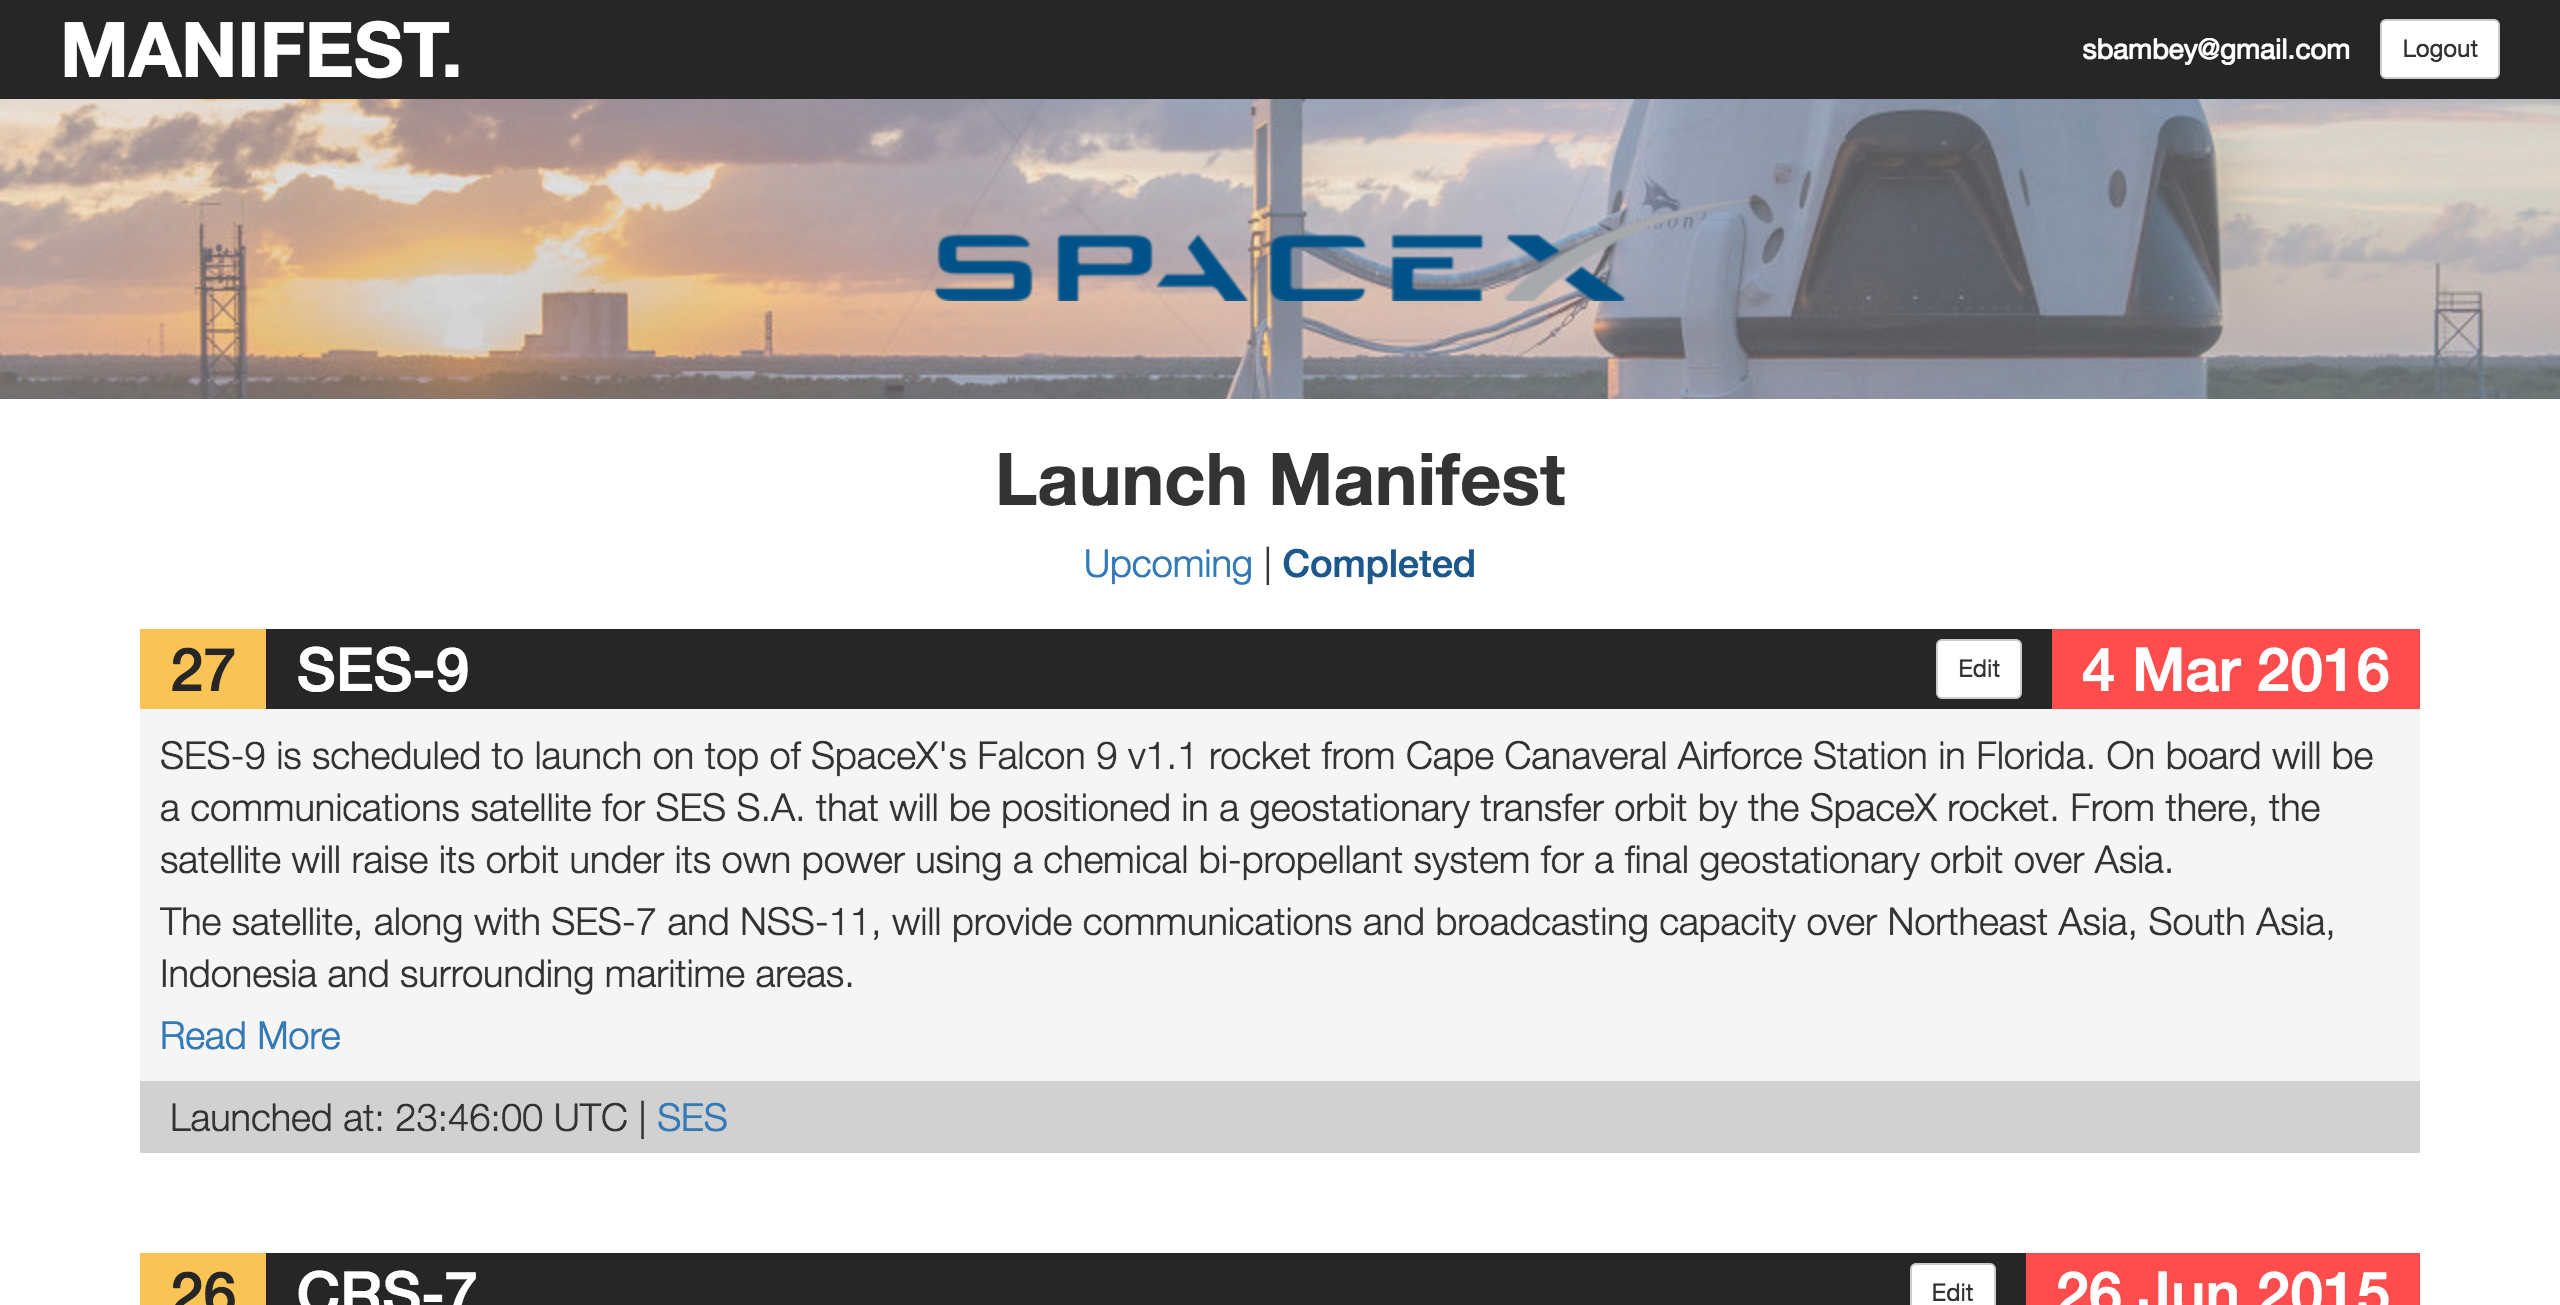 MANIFEST.
sbambey@gmail.com
Logout
SPACEX
Launch Manifest
Upcoming | Completed
27
SES-9
Edit
4 Mar 2016
SES-9 is scheduled to launch on top of SpaceX's Falcon 9 v1.1 rocket from Cape Canaveral Airforce Station in Florida. On board will be
a communications satellite for SES S.A. that will be positioned in a geostationary transfer orbit by the SpaceX rocket. From there, the
satellite will raise its orbit under its own power using a chemical bi-propellant system for a final geostationary orbit over Asia.
The satellite, along with SES-7 and NSS-11, will provide communications and broadcasting capacity over Northeast Asia, South Asia,
Indonesia and surrounding maritime areas.
Read More
Launched at: 23:46:00 UTC | SES
26
CRS-7
Edit
26 Jun 2015